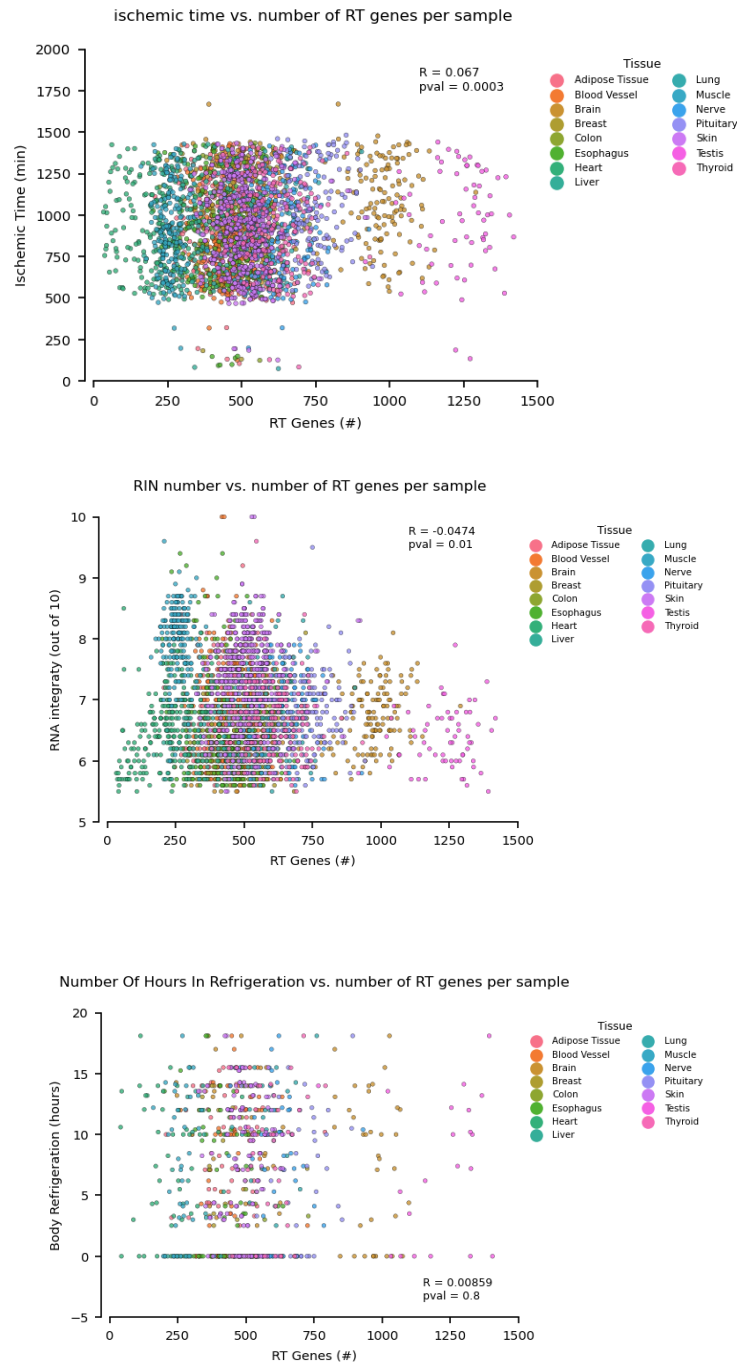 ischemic time vs. number of RT genes per sample
2000
1750
1500
1250
1000
750
500
250
0
Ischemic Time (min)
R = 0.067
pval = 0.0003
0 250 500 750 1000 1250 1500
RT Genes (#)
Tissue
Adipose Tissue Lung
Blood Vessel Muscle
Brain Nerve
Breast Pituitary
Colon Skin
Esophagus Testis
Heart Thyroid
Liver
RIN number vs. number of RT genes per sample
10
9
8
7
6
5
RNA integraty (out of 10)
R = -0.0474
pval = 0.01
0 250 500 750 1000 1250 1500
RT Genes (#)
Tissue
Adipose Tissue Lung
Blood Vessel Muscle
Brain Nerve
Breast Pituitary
Colon Skin
Esophagus Testis
Heart Thyroid
Liver
Number Of Hours In Refrigeration vs. number of RT genes per sample
20
15
10
5
0
−5
Body Refrigeration (hours)
R = 0.00859
pval = 0.8
0 250 500 750 1000 1250 1500
RT Genes (#)
Tissue
Adipose Tissue Lung
Blood Vessel Muscle
Brain Nerve
Breast Pituitary
Colon Skin
Esophagus Testis
Heart Thyroid
Liver